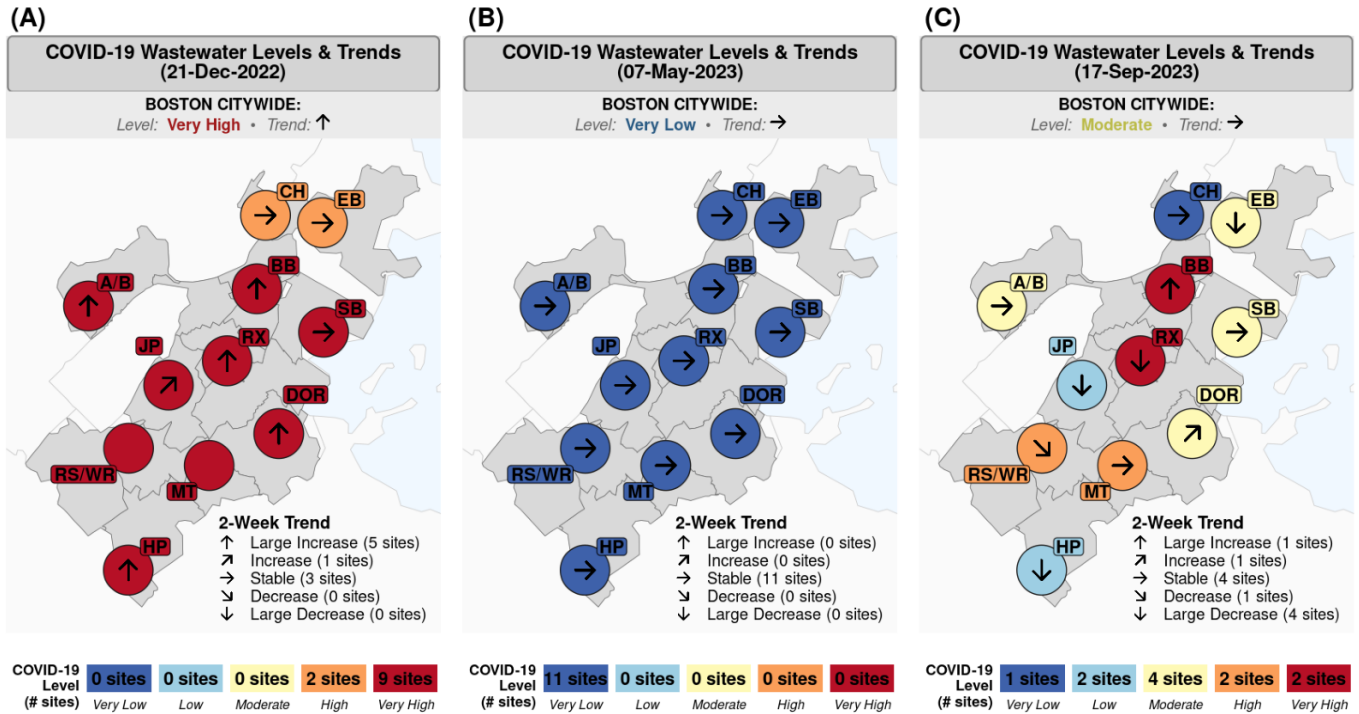 (A)
COVID-19 Wastewater Levels & Trends
(21-Dec-2022)
BOSTON CITYWIDE:
Level: Very High • Trend: ↑
CH
EB
BB
A/B
SB
RX
JP
DOR
RS/WR
MT
HP
2-Week Trend
↑ Large Increase (5 sites)
↗ Increase (1 sites)
→ Stable (3 sites)
↘ Decrease (0 sites)
↓ Large Decrease (0 sites)
COVID-19
Level
(# sites)
0 sites 0 sites 0 sites 2 sites 9 sites
Very Low Low Moderate High Very High
(B)
COVID-19 Wastewater Levels & Trends
(07-May-2023)
BOSTON CITYWIDE:
Level: Very Low • Trend: →
CH
EB
BB
A/B
SB
RX
JP
DOR
RS/WR
MT
HP
2-Week Trend
↑ Large Increase (0 sites)
↗ Increase (0 sites)
→ Stable (11 sites)
↘ Decrease (0 sites)
↓ Large Decrease (0 sites)
COVID-19
Level
(# sites)
11 sites 0 sites 0 sites 0 sites 0 sites
Very Low Low Moderate High Very High
(C)
COVID-19 Wastewater Levels & Trends
(17-Sep-2023)
BOSTON CITYWIDE:
Level: Moderate • Trend: →
CH
EB
BB
A/B
SB
RX
JP
DOR
RS/WR
MT
HP
2-Week Trend
↑ Large Increase (1 sites)
↗ Increase (1 sites)
→ Stable (4 sites)
↘ Decrease (1 sites)
↓ Large Decrease (4 sites)
COVID-19
Level
(# sites)
1 sites 2 sites 4 sites 2 sites 2 sites
Very Low Low Moderate High Very High